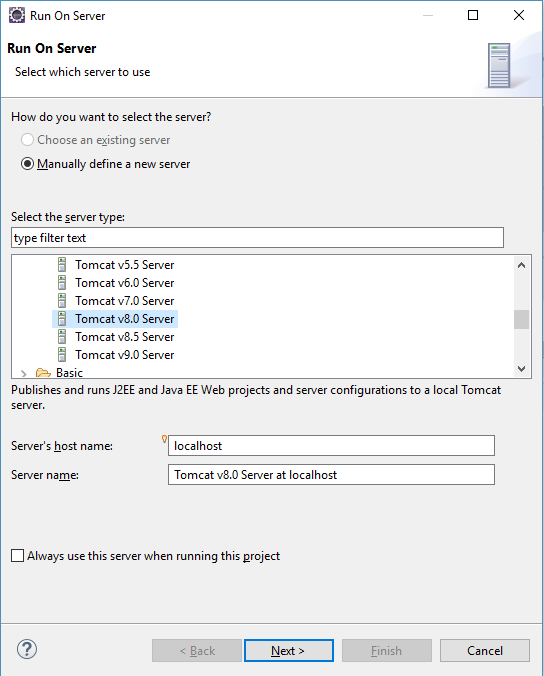 Run On Server
Run On Server
Select which server to use
How do you want to select the server?
Choose an existing server
Manually define a new server
Select the server type:
type filter text
Tomcat v5.5 Server
Tomcat v6.0 Server
Tomcat v7.0 Server
Tomcat v8.0 Server
Tomcat v8.5 Server
Tomcat v9.0 Server
Basic
Publishes and runs J2EE and Java EE Web projects and server configurations to a local Tomcat
server.
Server's host name: localhost
Server name: Tomcat v8.0 Server at localhost
Always use this server when running this project
? < Back Next > Finish Cancel